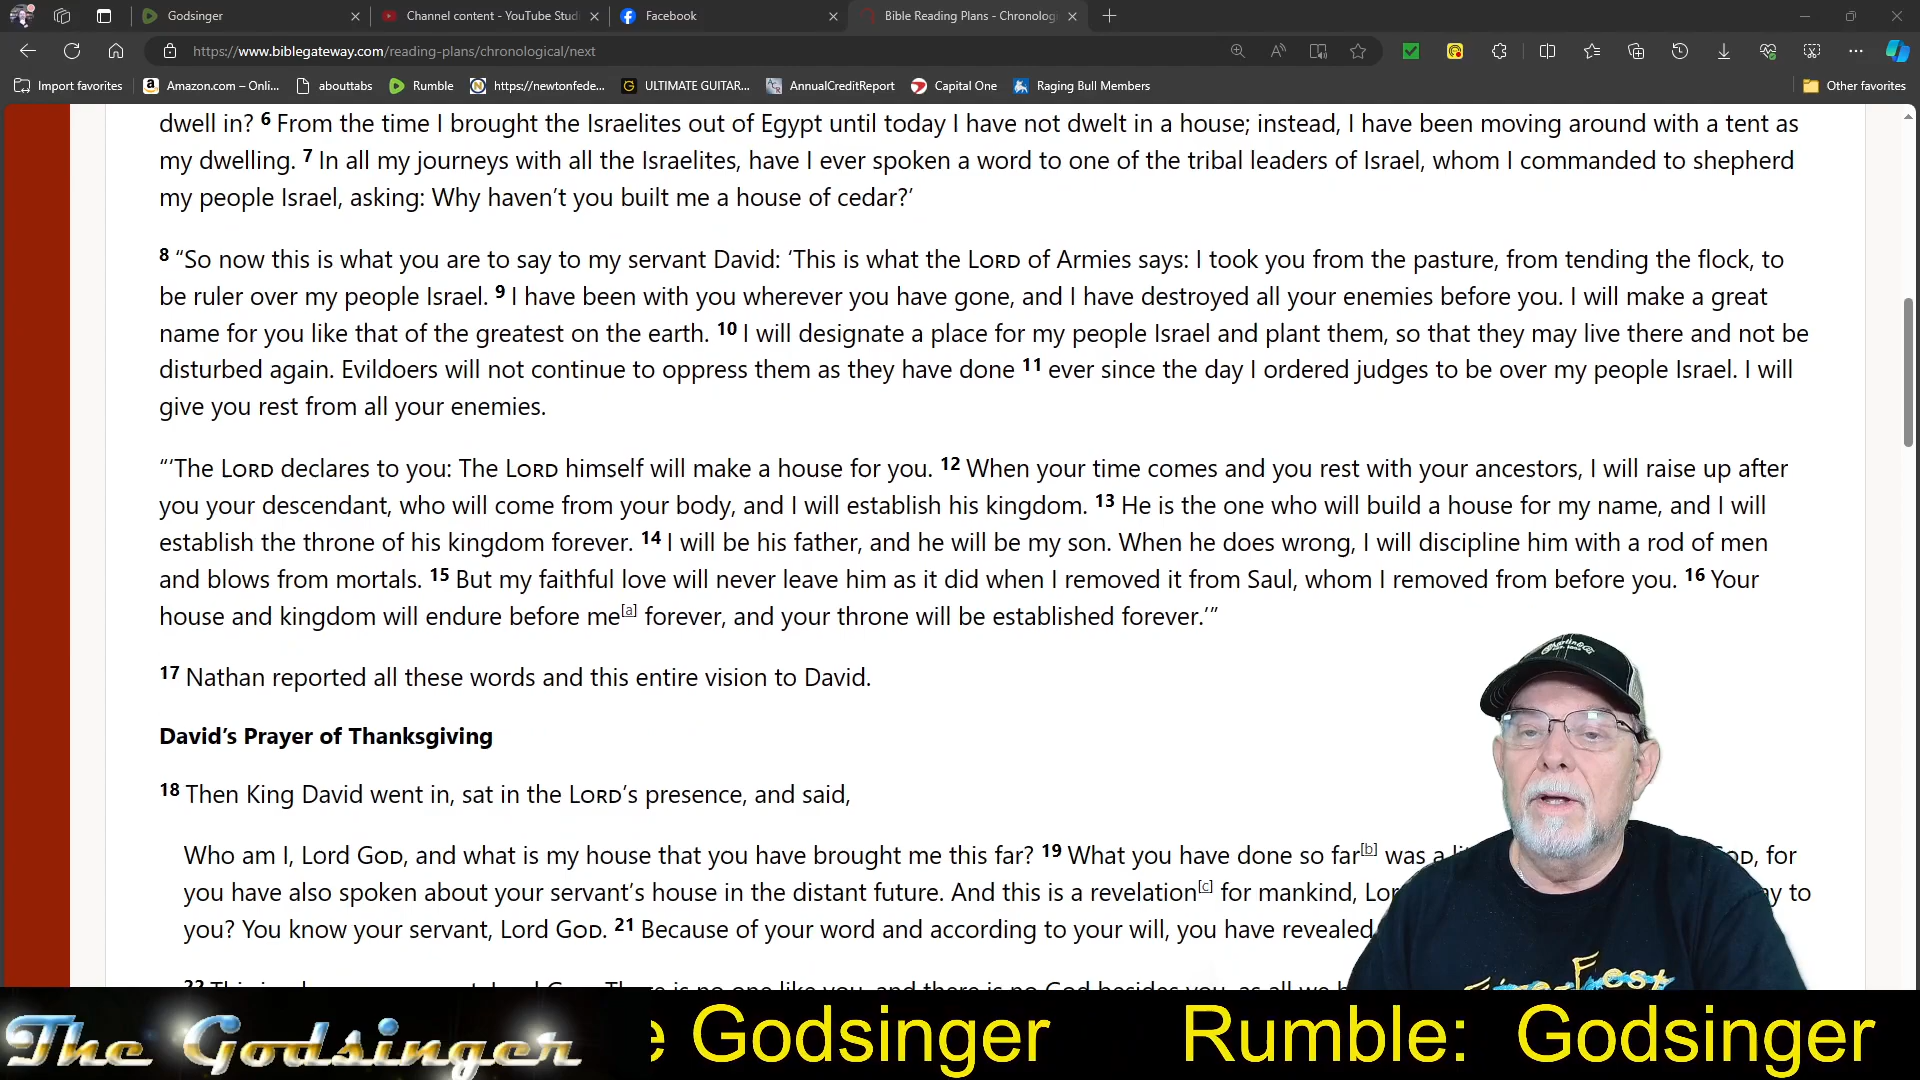 Godsinger
Channel content - YouTube Studi
Facebook
Bible Reading Plans - Chronolog
https://www.biblegateway.com/reading-plans/chronological/next
Import favorites
Amazon.com – Onli...
abouttabs
Rumble
https://newtonfede...
ULTIMATE GUITAR...
AnnualCreditReport
Capital One
Raging Bull Members
Other favorites
dwell in? 6 From the time I brought the Israelites out of Egypt until today I have not dwelt in a house; instead, I have been moving around with a tent as
my dwelling. 7 In all my journeys with all the Israelites, have I ever spoken a word to one of the tribal leaders of Israel, whom I commanded to shepherd
my people Israel, asking: Why haven’t you built me a house of cedar?’
8 “So now this is what you are to say to my servant David: ‘This is what the LORD of Armies says: I took you from the pasture, from tending the flock, to
be ruler over my people Israel. 9 I have been with you wherever you have gone, and I have destroyed all your enemies before you. I will make a great
name for you like that of the greatest on the earth. 10 I will designate a place for my people Israel and plant them, so that they may live there and not be
disturbed again. Evildoers will not continue to oppress them as they have done 11 ever since the day I ordered judges to be over my people Israel. I will
give you rest from all your enemies.
“‘The LORD declares to you: The LORD himself will make a house for you. 12 When your time comes and you rest with your ancestors, I will raise up after
you your descendant, who will come from your body, and I will establish his kingdom. 13 He is the one who will build a house for my name, and I will
establish the throne of his kingdom forever. 14 I will be his father, and he will be my son. When he does wrong, I will discipline him with a rod of men
and blows from mortals. 15 But my faithful love will never leave him as it did when I removed it from Saul, whom I removed from before you. 16 Your
house and kingdom will endure before me[a] forever, and your throne will be established forever.’”
17 Nathan reported all these words and this entire vision to David.
David’s Prayer of Thanksgiving
18 Then King David went in, sat in the LORD’s presence, and said,
Who am I, Lord GOD, and what is my house that you have brought me this far? 19 What you have done so far[b] was a GOD, for
you have also spoken about your servant’s house in the distant future. And this is a revelation[c] for mankind, to
you? You know your servant, Lord GOD. 21 Because of your word and according to your will, you have revealed
The Godsinger
Godsinger Rumble: Godsinger